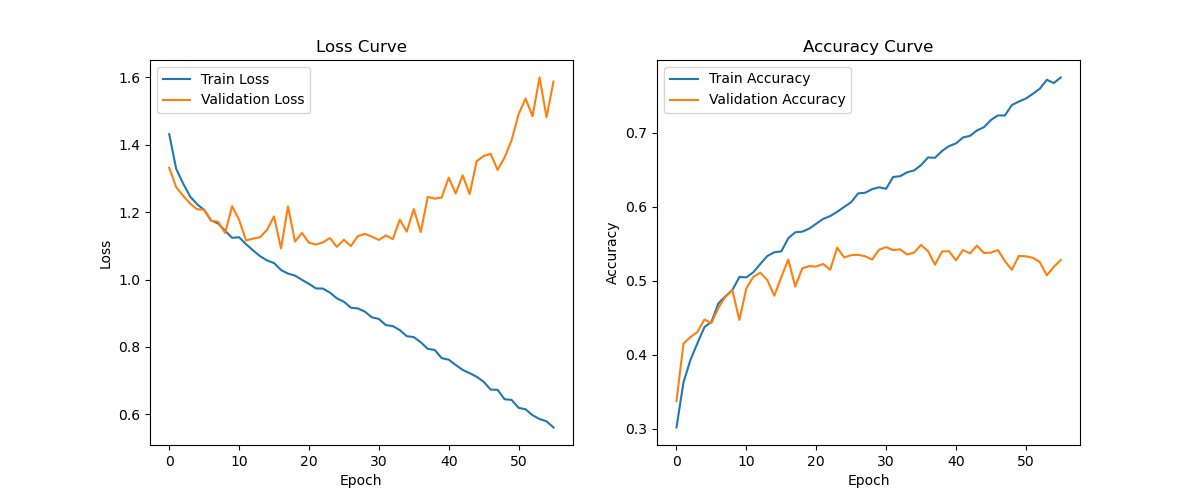 Loss Curve
Train Loss
Validation Loss
1.6
1.4
1.2
1.0
0.8
0.6
Loss
0 10 20 30 40 50
Epoch
Accuracy Curve
Train Accuracy
Validation Accuracy
0.7
0.6
0.5
0.4
0.3
Accuracy
0 10 20 30 40 50
Epoch